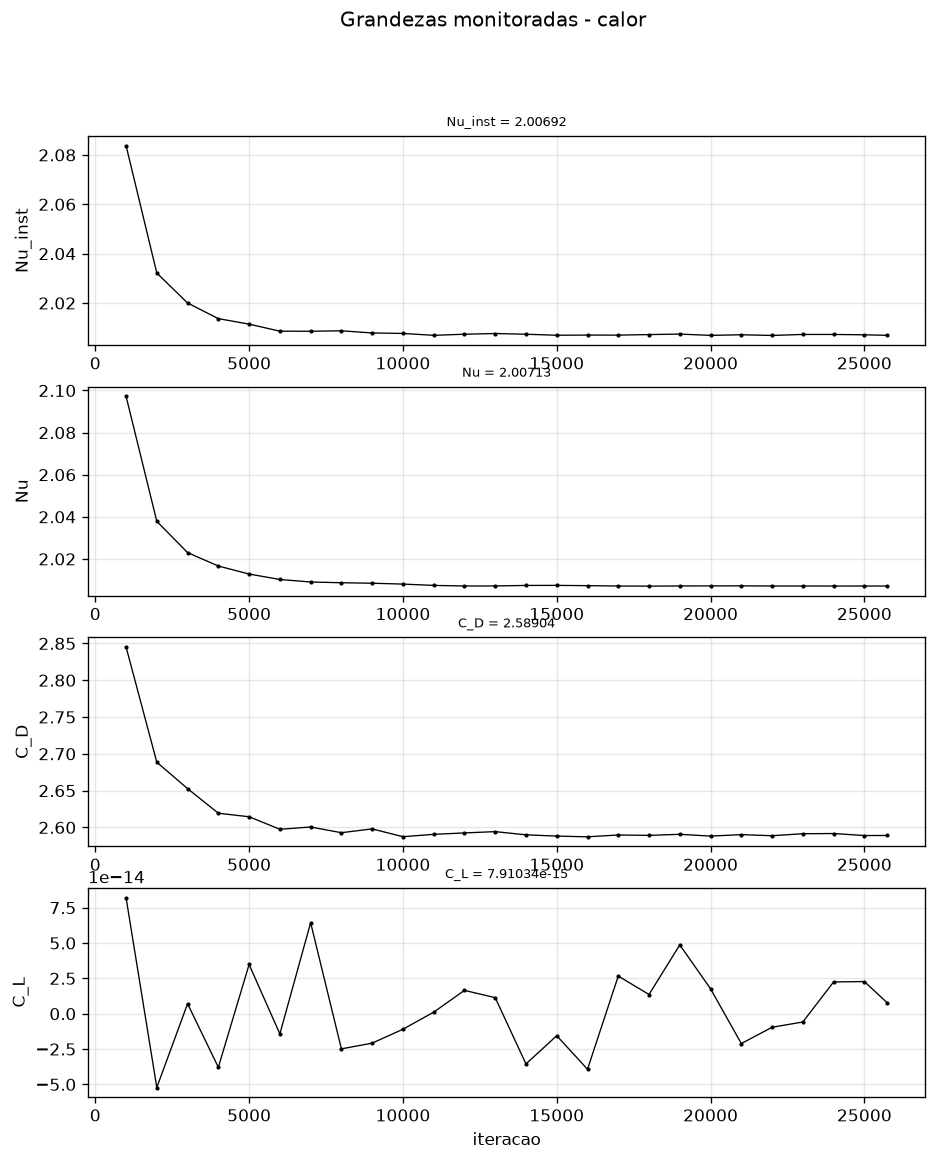 Grandezas monitoradas - calor
Nu_inst = 2.00692
2.08
2.06
2.04
2.02
Nu_inst
0 5000 10000 15000 20000 25000
Nu = 2.00713
2.10
2.08
2.06
2.04
2.02
Nu
0 5000 10000 15000 20000 25000
C_D = 2.58904
2.85
2.80
2.75
2.70
2.65
2.60
C_D
0 5000 10000 15000 20000 25000
1e−14
C_L = 7.91034e-15
7.5
5.0
2.5
0.0
−2.5
−5.0
C_L
0 5000 10000 15000 20000 25000
iteracao